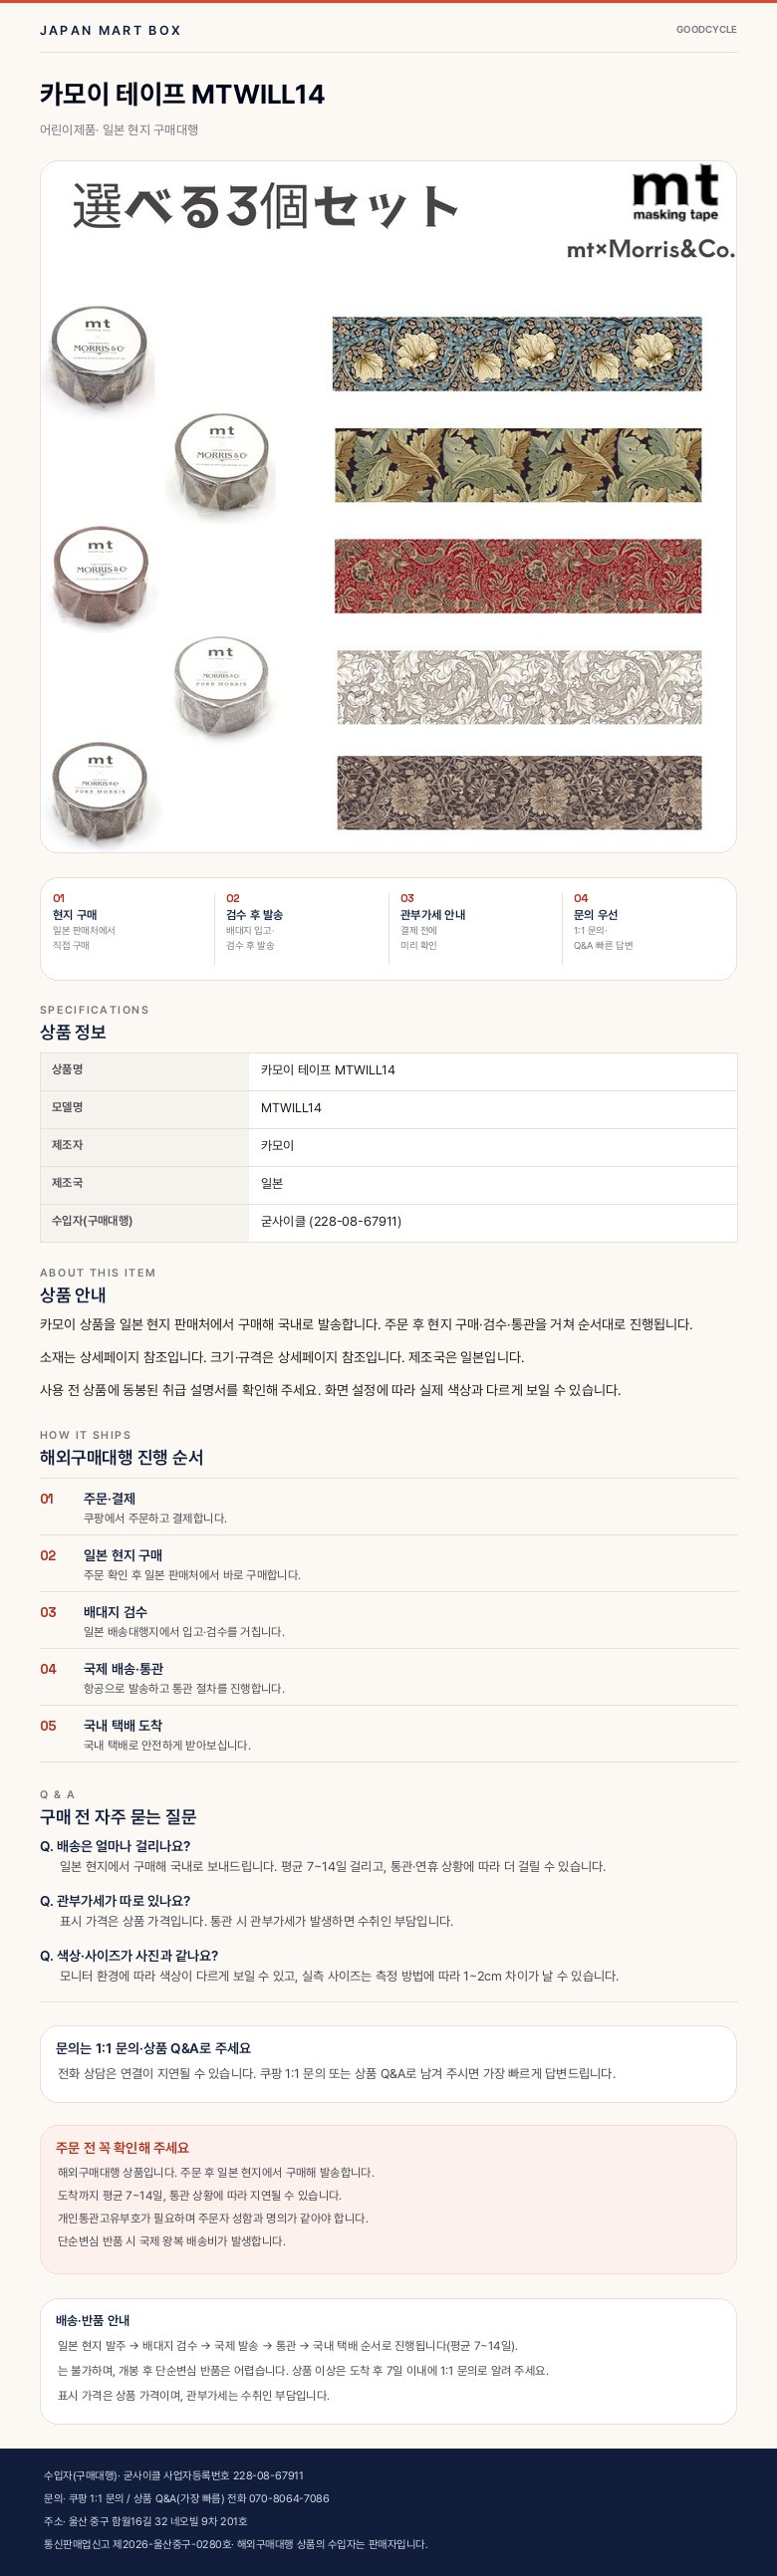 JAPAN MART BOX
GOODCYCLE
카모이 테이프 MTWILL14
어린이제품· 일본 현지 구매대행
選べる3個セット
mt
masking tape
mt×Morris&Co.
mt
MORRIS&Co
mt
MORRIS&Co
mt
MORRIS&Co
mt
MORRIS&Co
PURE MORRIS
mt
MORRIS&Co
PURE MORRIS
01
현지 구매
일본 판매처에서
직접 구매
02
검수 후 발송
배대지 입고·
검수 후 발송
03
관부가세 안내
결제 전에
미리 확인
04
문의 우선
1:1 문의·
Q&A 빠른 답변
SPECIFICATIONS
상품 정보
상품명 카모이 테이프 MTWILL14
모델명 MTWILL14
제조자 카모이
제조국 일본
수입자(구매대행) 굳사이클 (228-08-67911)
ABOUT THIS ITEM
상품 안내
카모이 상품을 일본 현지 판매처에서 구매해 국내로 발송합니다. 주문 후 현지 구매·검수·통관을 거쳐 순서대로 진행됩니다.
소재는 상세페이지 참조입니다. 크기·규격은 상세페이지 참조입니다. 제조국은 일본입니다.
사용 전 상품에 동봉된 취급 설명서를 확인해 주세요. 화면 설정에 따라 실제 색상과 다르게 보일 수 있습니다.
HOW IT SHIPS
해외구매대행 진행 순서
01 주문·결제
쿠팡에서 주문하고 결제합니다.
02 일본 현지 구매
주문 확인 후 일본 판매처에서 바로 구매합니다.
03 배대지 검수
일본 배송대행지에서 입고·검수를 거칩니다.
04 국제 배송·통관
항공으로 발송하고 통관 절차를 진행합니다.
05 국내 택배 도착
국내 택배로 안전하게 받아보십니다.
Q & A
구매 전 자주 묻는 질문
Q. 배송은 얼마나 걸리나요?
일본 현지에서 구매해 국내로 보내드립니다. 평균 7~14일 걸리고, 통관·연휴 상황에 따라 더 걸릴 수 있습니다.
Q. 관부가세가 따로 있나요?
표시 가격은 상품 가격입니다. 통관 시 관부가세가 발생하면 수취인 부담입니다.
Q. 색상·사이즈가 사진과 같나요?
모니터 환경에 따라 색상이 다르게 보일 수 있고, 실측 사이즈는 측정 방법에 따라 1~2cm 차이가 날 수 있습니다.
문의는 1:1 문의·상품 Q&A로 주세요
전화 상담은 연결이 지연될 수 있습니다. 쿠팡 1:1 문의 또는 상품 Q&A로 남겨 주시면 가장 빠르게 답변드립니다.
주문 전 꼭 확인해 주세요
해외구매대행 상품입니다. 주문 후 일본 현지에서 구매해 발송합니다.
도착까지 평균 7~14일, 통관 상황에 따라 지연될 수 있습니다.
개인통관고유부호가 필요하며 주문자 성함과 명의가 같아야 합니다.
단순변심 반품 시 국제 왕복 배송비가 발생합니다.
배송·반품 안내
일본 현지 발주 → 배대지 검수 → 국제 발송 → 통관 → 국내 택배 순서로 진행됩니다(평균 7~14일).
는 불가하며, 개봉 후 단순변심 반품은 어렵습니다. 상품 이상은 도착 후 7일 이내에 1:1 문의로 알려 주세요.
표시 가격은 상품 가격이며, 관부가세는 수취인 부담입니다.
수입자(구매대행)· 굳사이클 사업자등록번호 228-08-67911
문의· 쿠팡 1:1 문의 / 상품 Q&A(가장 빠름) 전화 070-8064-7086
주소· 울산 중구 함월16길 32 네오빌 9차 201호
통신판매업신고 제2026-울산중구-0280호· 해외구매대행 상품의 수입자는 판매자입니다.